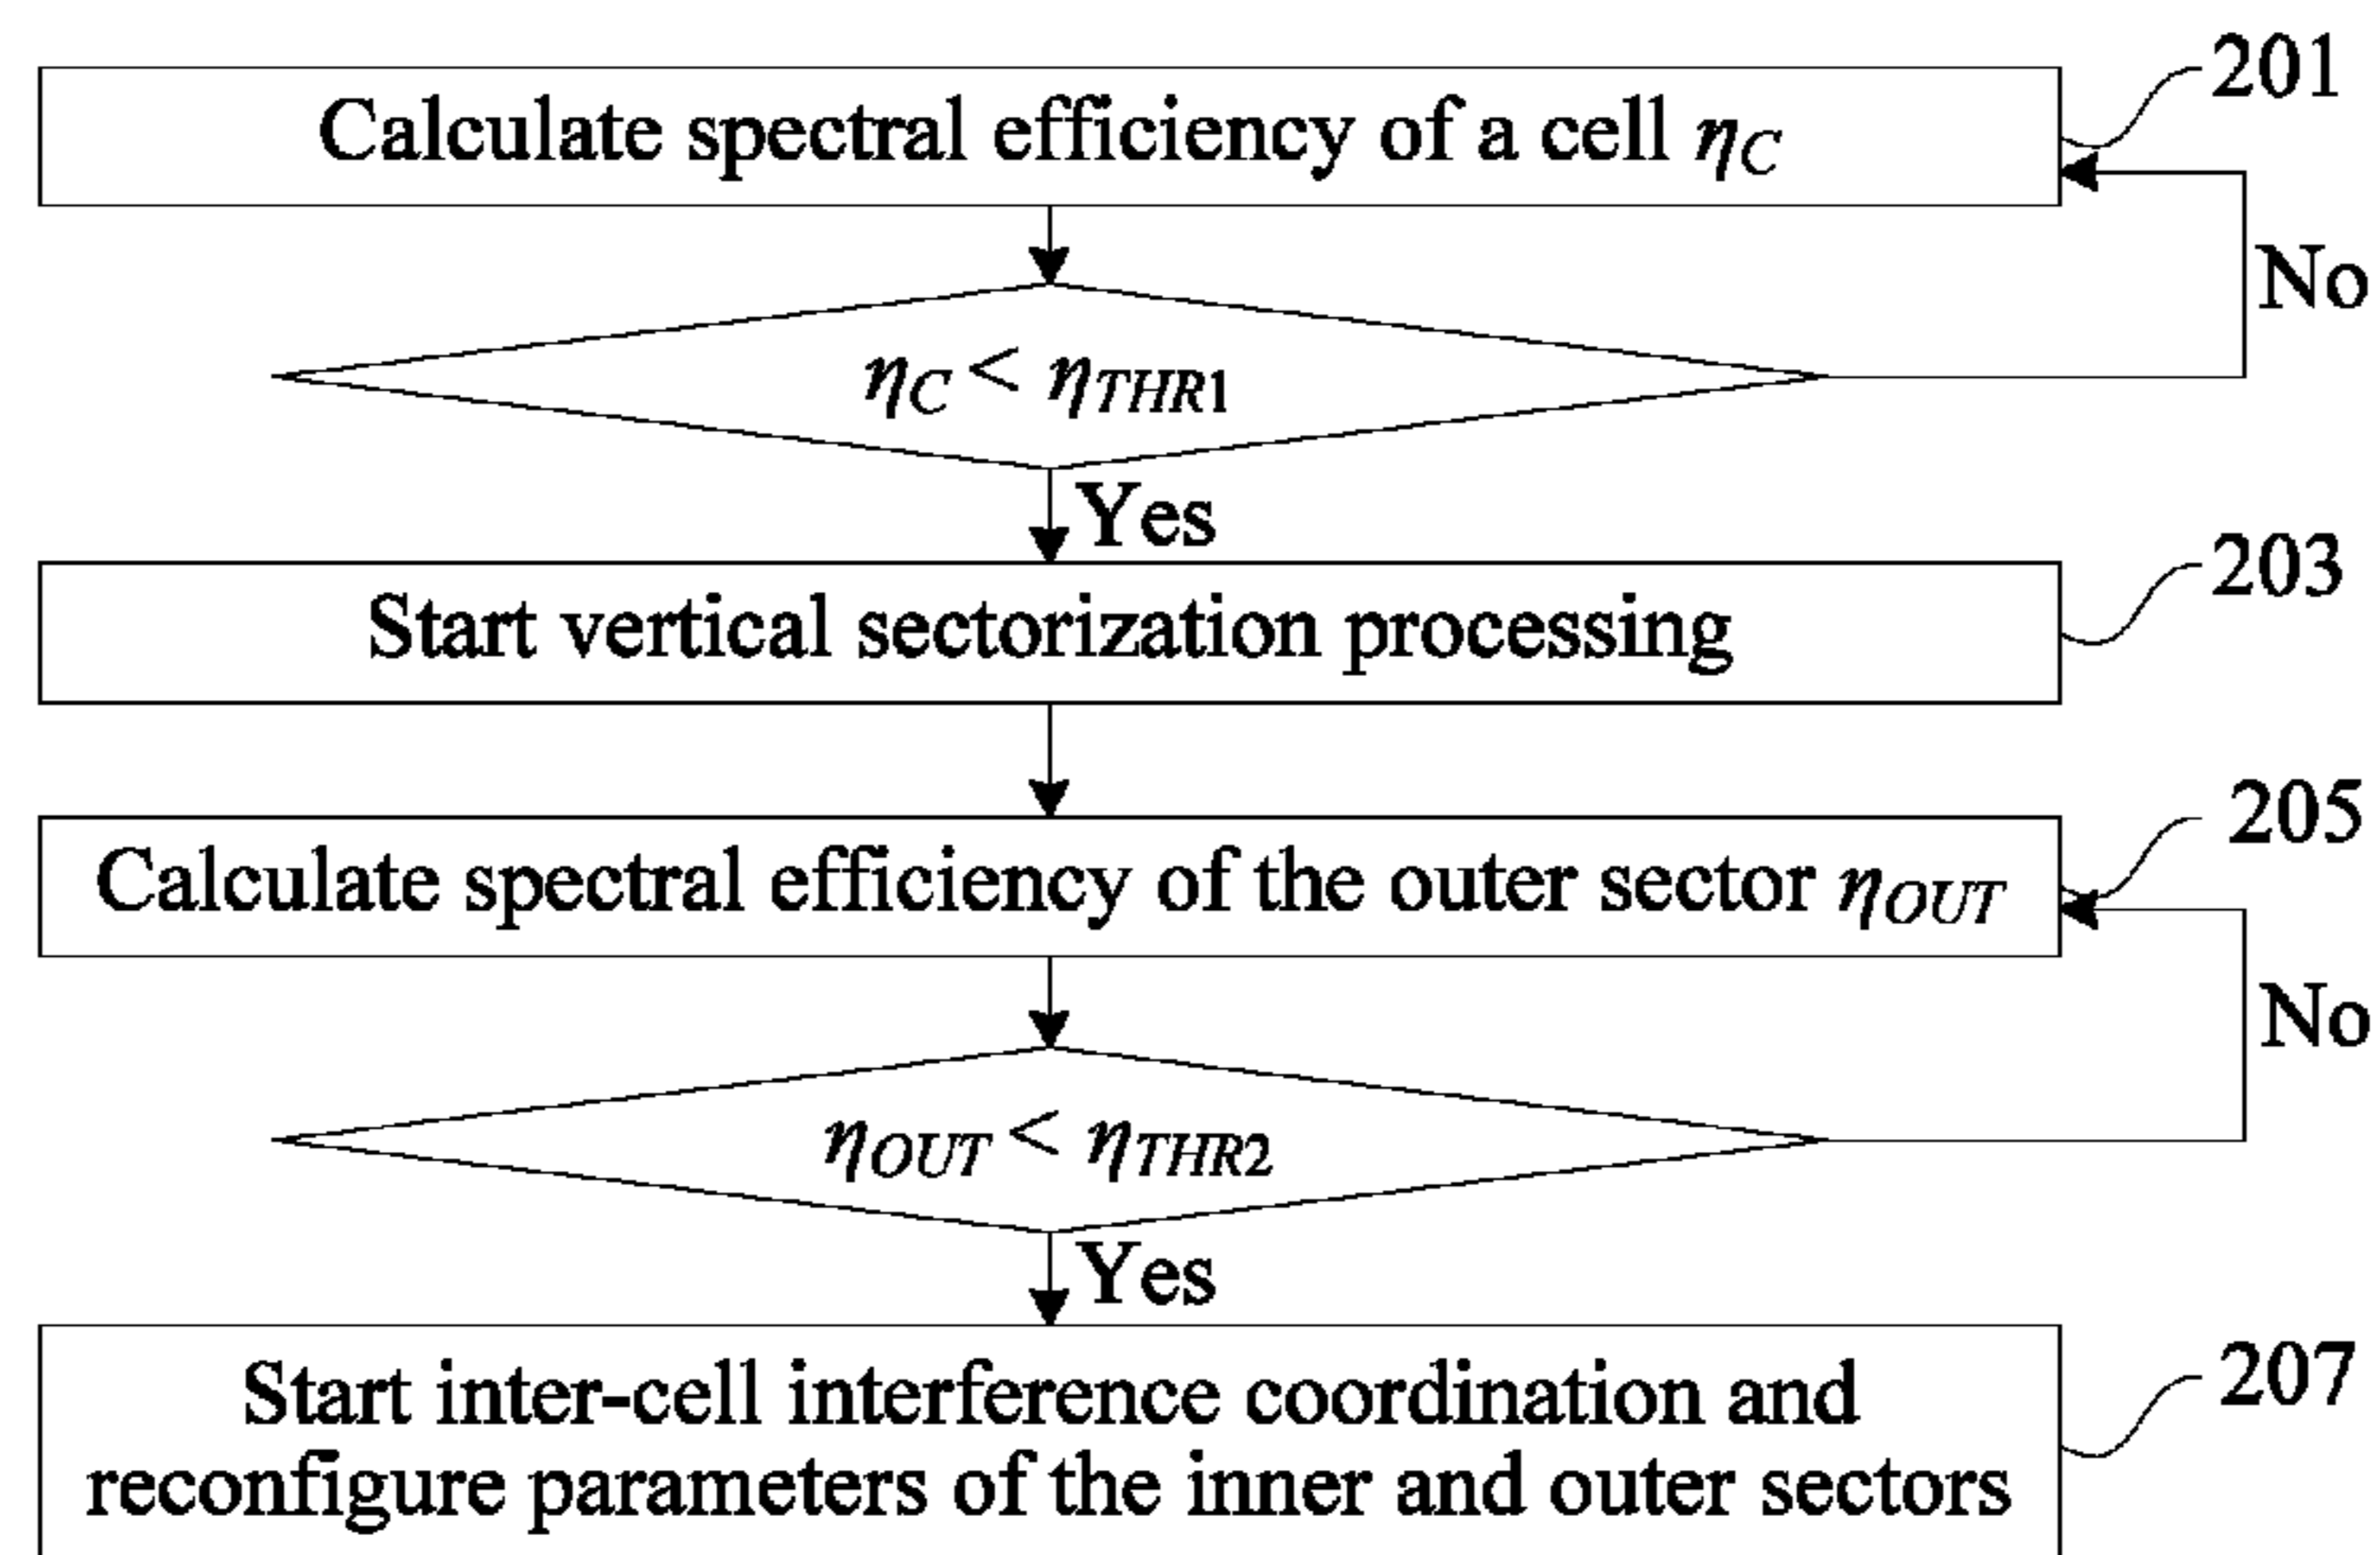 201
Calculate spectral efficiency of a cell ηC
No
ηC < ηTHR1
Yes
203
Start vertical sectorization processing
205
Calculate spectral efficiency of the outer sector ηOUT
No
ηOUT < ηTHR2
Yes
207
Start inter-cell interference coordination and
reconfigure parameters of the inner and outer sectors